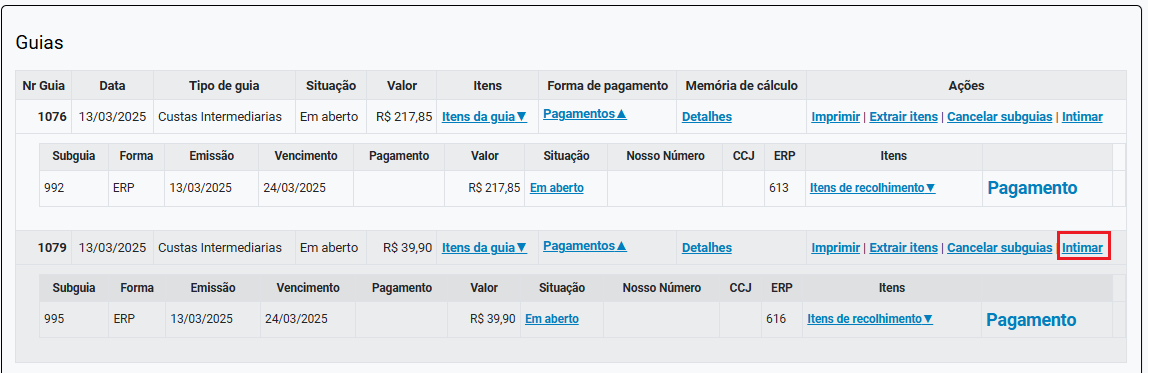 Guias
Nr Guia Data Tipo de guia Situação Valor Itens Forma de pagamento Memória de cálculo Ações
1076 13/03/2025 Custas Intermediarias Em aberto R$ 217,85 Itens da guia▼ Pagamentos▲ Detalhes Imprimir | Extrair itens | Cancelar subguias | Intimar
Subguia Forma Emissão Vencimento Pagamento Valor Situação Nosso Número CCJ ERP Itens
992 ERP 13/03/2025 24/03/2025 R$ 217,85 Em aberto 613 Itens de recolhimento▼ Pagamento
1079 13/03/2025 Custas Intermediarias Em aberto R$ 39,90 Itens da guia▼ Pagamentos▲ Detalhes Imprimir | Extrair itens | Cancelar subguias | Intimar
Subguia Forma Emissão Vencimento Pagamento Valor Situação Nosso Número CCJ ERP Itens
995 ERP 13/03/2025 24/03/2025 R$ 39,90 Em aberto 616 Itens de recolhimento▼ Pagamento